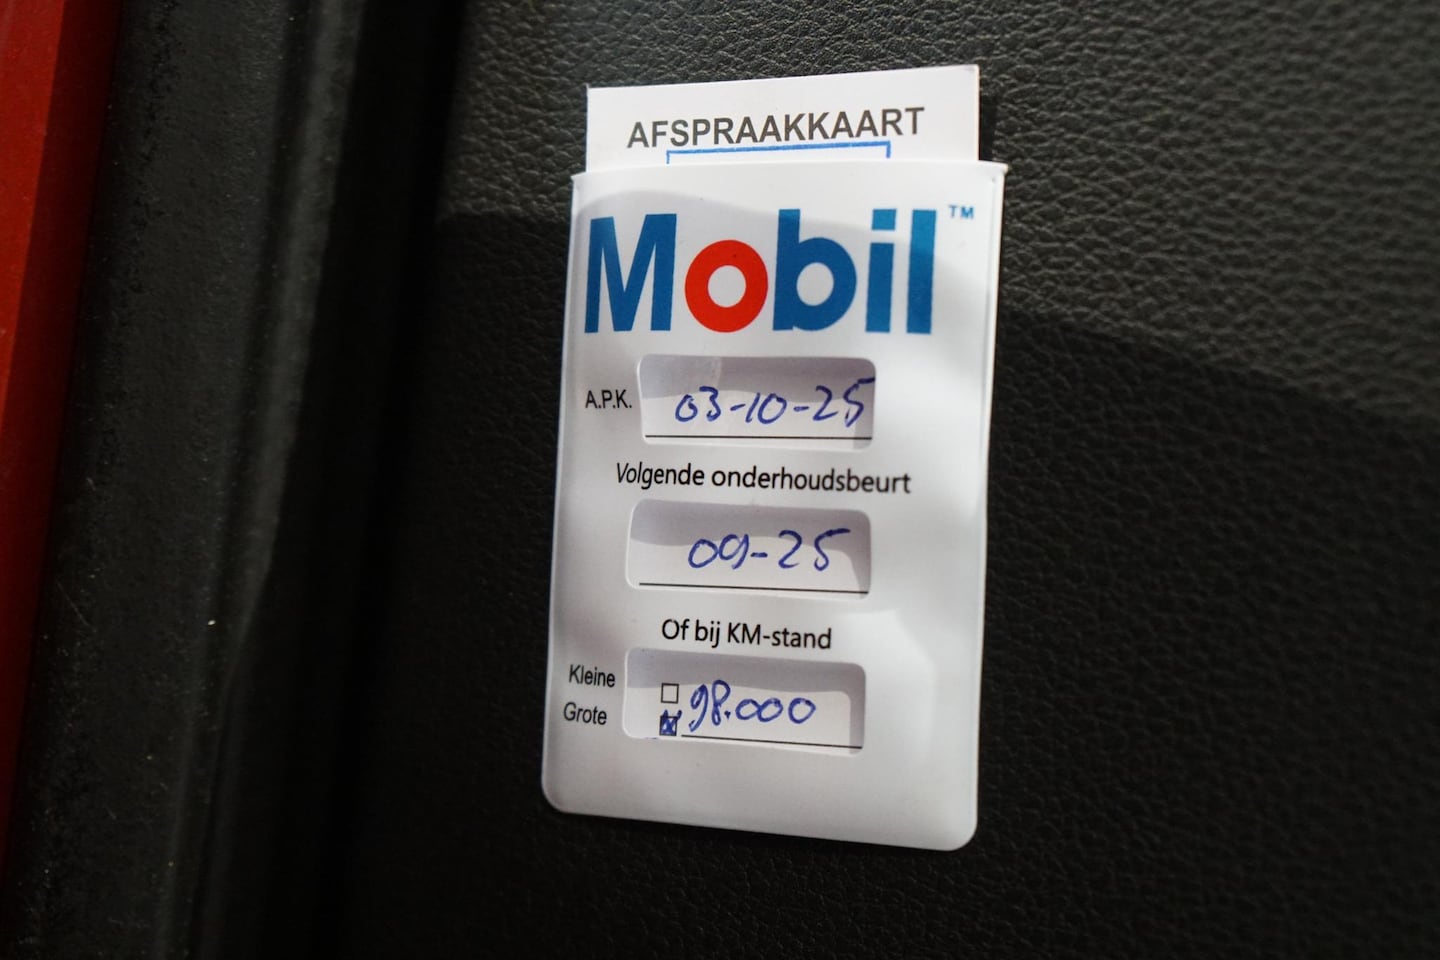 AFSPRAAKKAART
Mobil™
A.P.K. 03-10-25
Volgende onderhoudsbeurt
09-25
Of bij KM-stand
Kleine
Grote 98.000